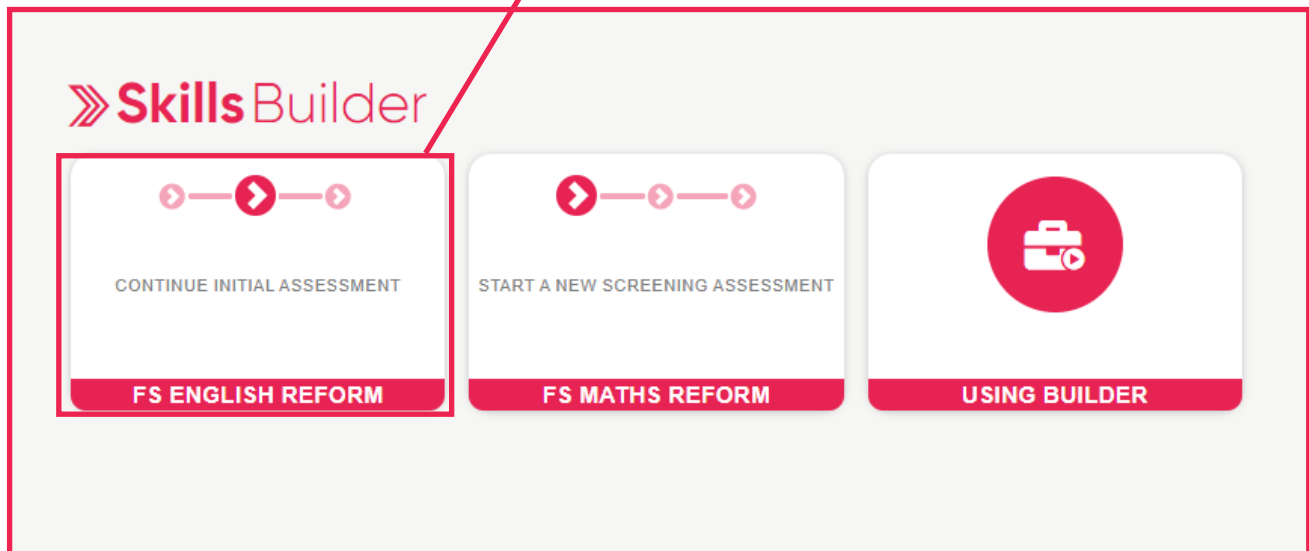 Skills Builder
CONTINUE INITIAL ASSESSMENT
FS ENGLISH REFORM
START A NEW SCREENING ASSESSMENT
FS MATHS REFORM
USING BUILDER